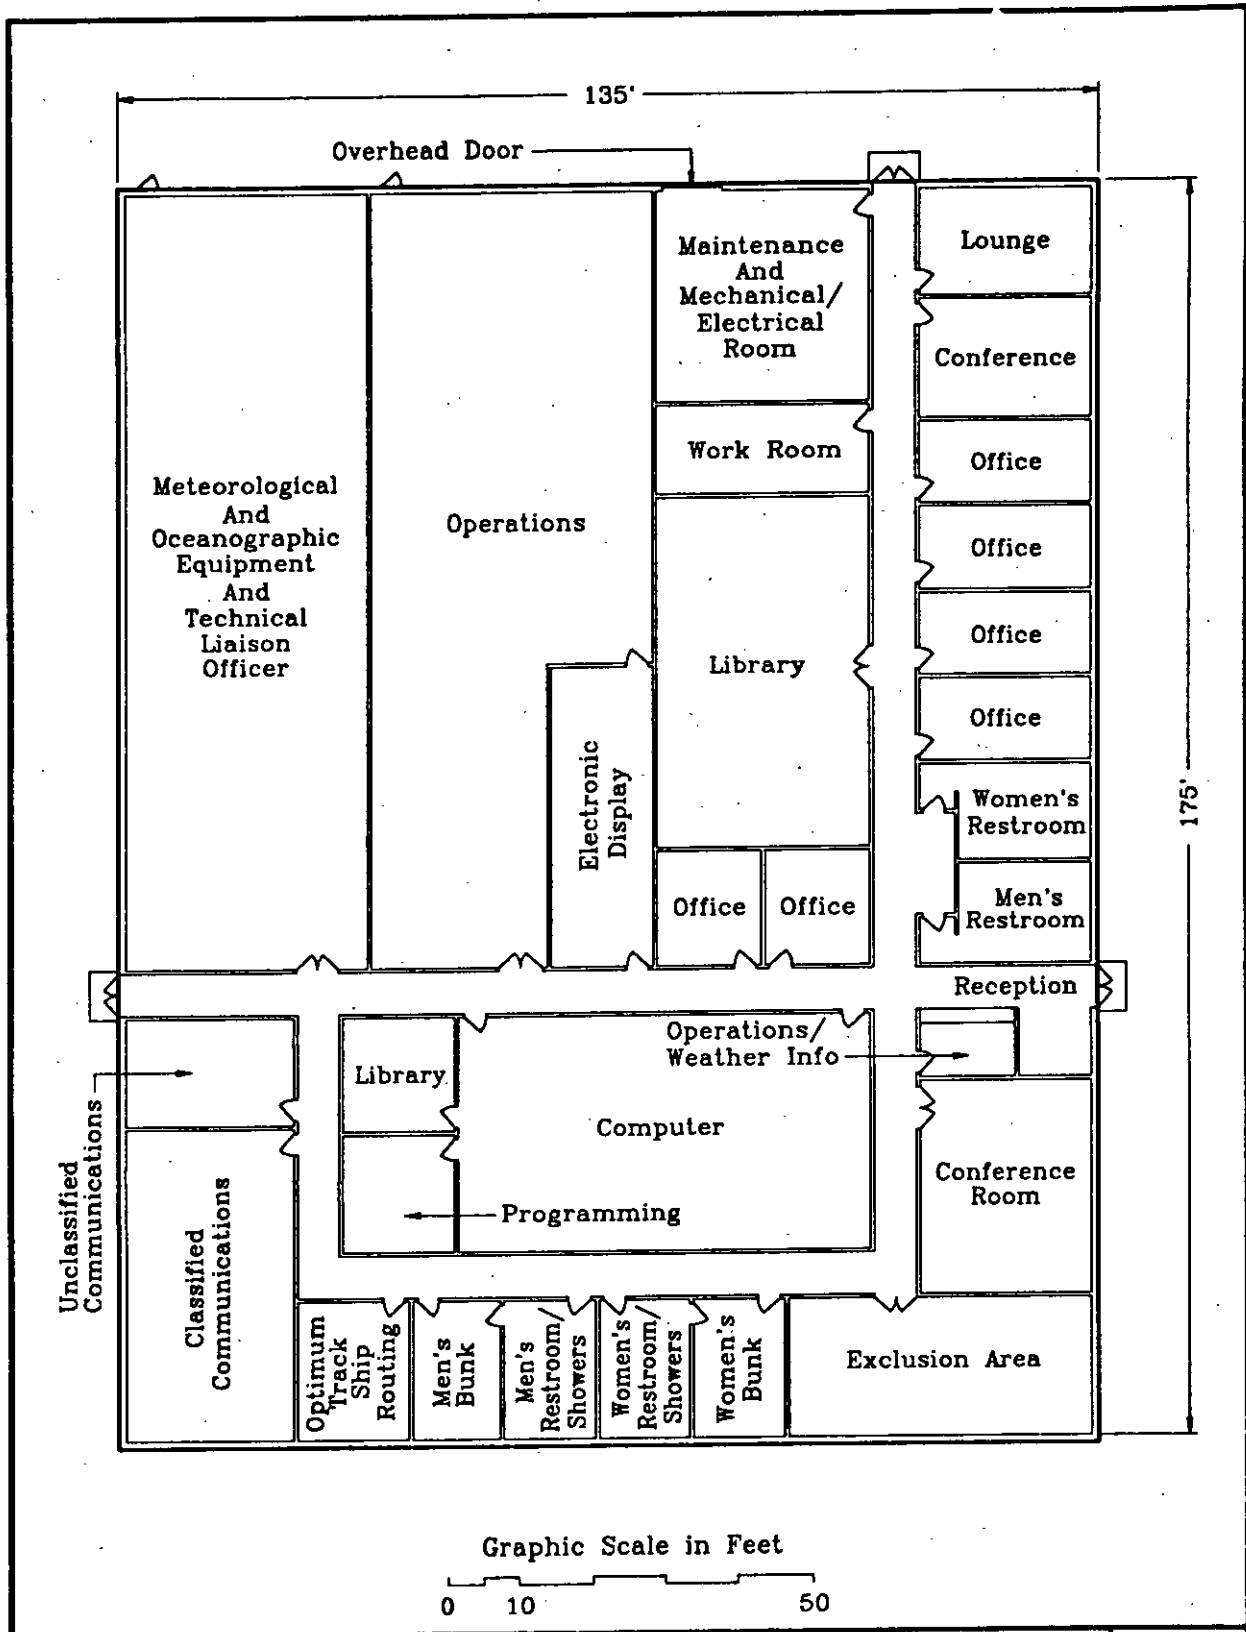 135'
Overhead Door
Lounge
Maintenance
And
Mechanical/
Electrical
Room
Conference
Work Room
Office
Meteorological
And
Oceanographic
Equipment
And
Technical
Liaison
Officer
Operations
Office
Library
Office
Office
Electronic
Display
Women's
Restroom
175'
Office
Office
Men's
Restroom
Reception
Operations/
Weather Info
Library
Computer
Unclassified
Communications
Programming
Conference
Room
Classified
Communications
Optimum
Track
Ship
Routing
Men's
Bunk
Men's
Restroom/
Showers
Women's
Restroom/
Showers
Women's
Bunk
Exclusion Area
Graphic Scale in Feet
0 10 50